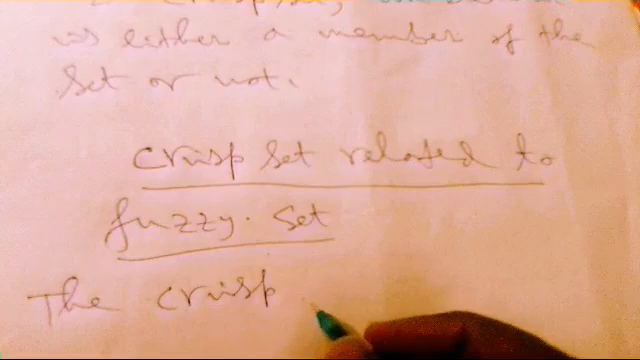 is either a member of the
Set or not.
crisp set related to
fuzzy. set
The crisp